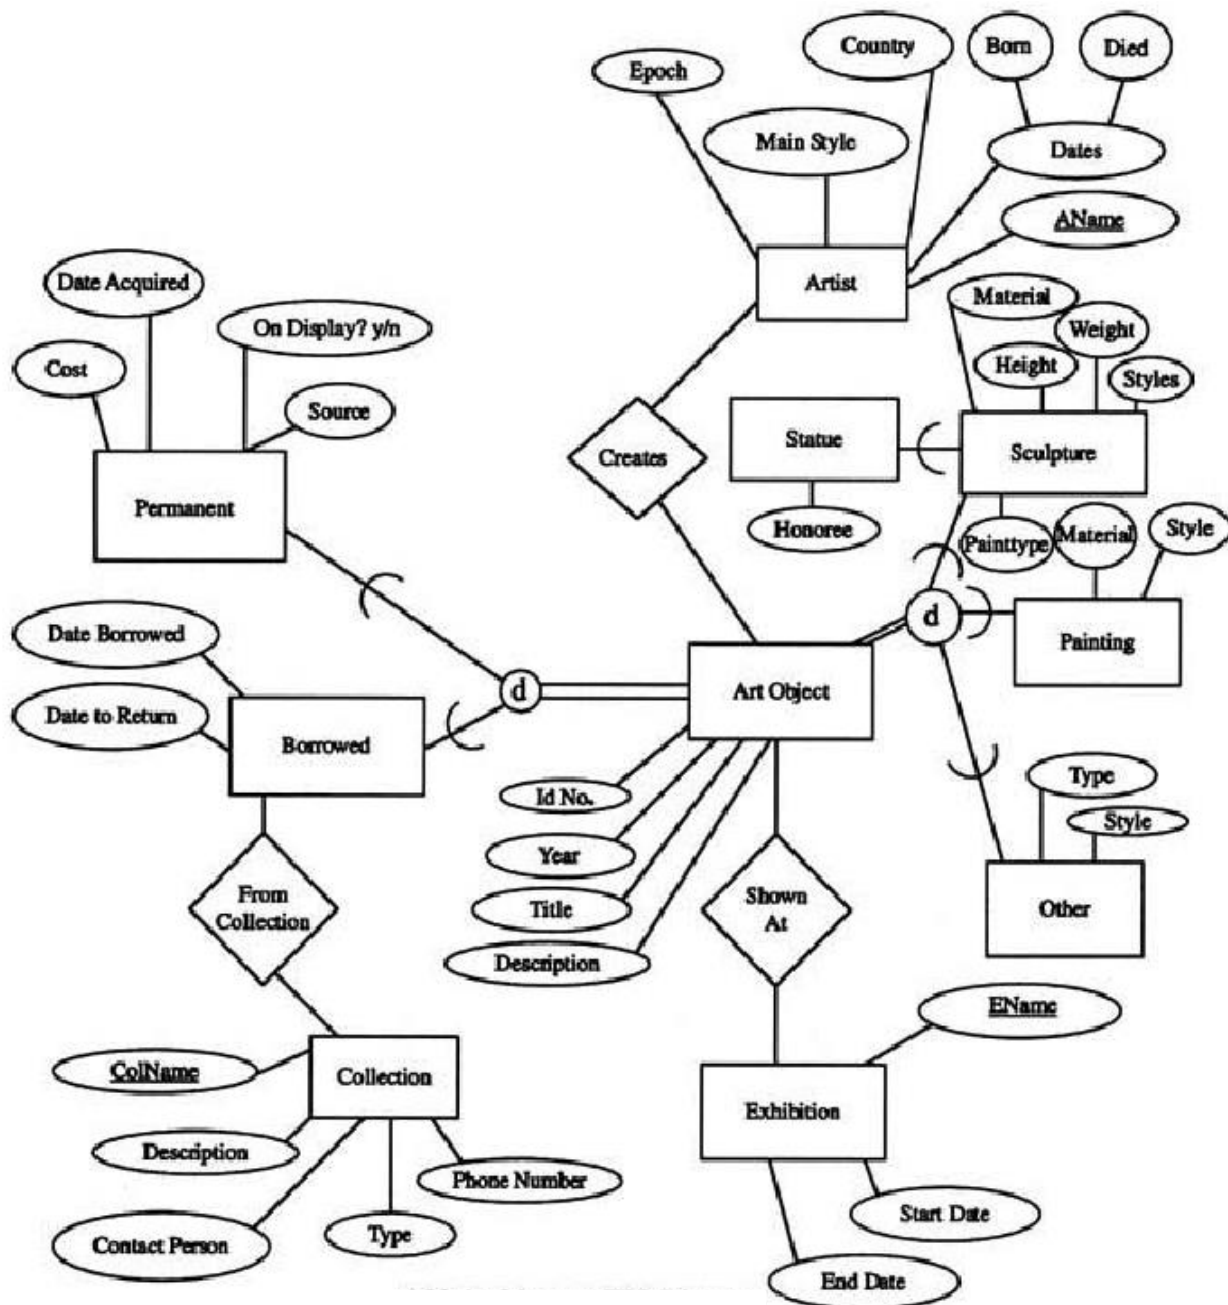 Country
Born
Died
Epoch
Main Style
Dates
AName
Artist
Date Acquired
On Display? y/n
Cost
Source
Permanent
Material
Weight
Height
Styles
Statue
Sculpture
Creates
Honoree
Painttype
Material
Style
Date Borrowed
Date to Return
Borrowed
d
Art Object
d
Painting
Id No.
Year
Title
Description
Type
Style
Other
From
Collection
Shown
At
EName
ColName
Collection
Exhibition
Description
Phone Number
Contact Person
Type
Start Date
End Date